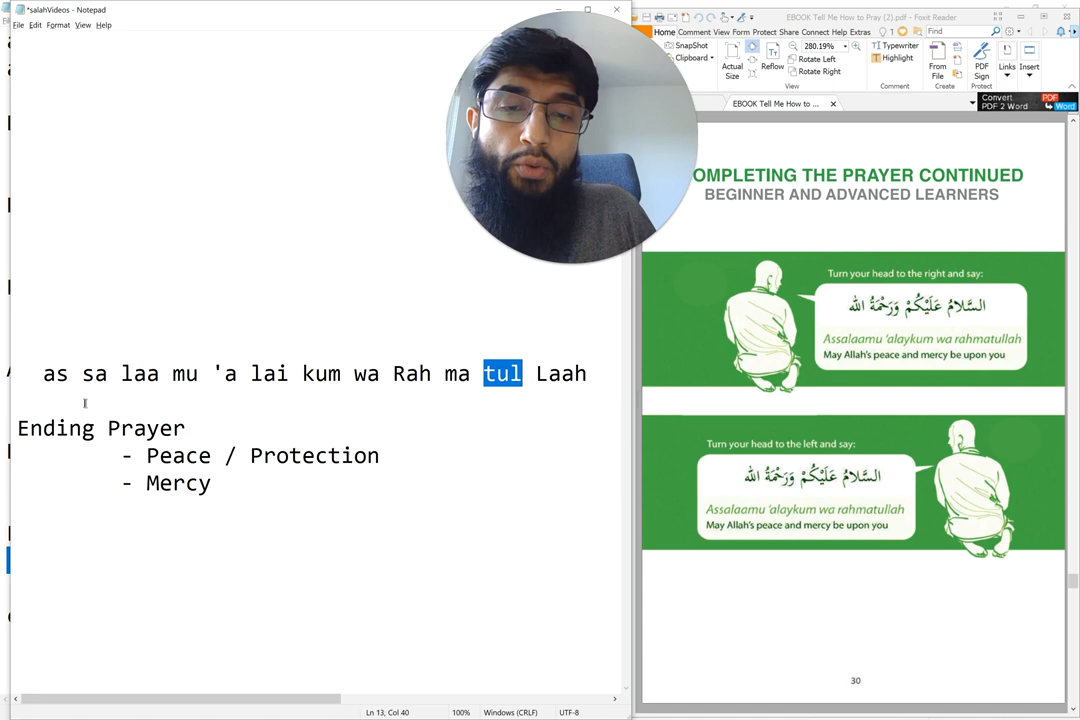 *salahVideos - Notepad
File Edit Format View Help
as sa laa mu 'a lai kum wa Rah ma tul Laah
Ending Prayer
- Peace / Protection
- Mercy
Ln 13, Col 40 100% Windows (CRLF) UTF-8
EBOOK Tell Me How to Pray (2).pdf - Foxit Reader
Home Comment View Form Protect Share Connect Help Extras
Find
SnapShot
Clipboard
Actual Size
Reflow
280.19%
Rotate Left
Rotate Right
View
Typewriter
Highlight
Comment
From File
Create
PDF Sign
Protect
Links
Insert
EBOOK Tell Me How to ...
Convert PDF
PDF 2 Word Word
OMPLETING THE PRAYER CONTINUED
BEGINNER AND ADVANCED LEARNERS
Turn your head to the right and say:
السَّلامُ عَلَيْكُمْ وَرَحْمَةُ الله
Assalaamu 'alaykum wa rahmatullah
May Allah's peace and mercy be upon you
Turn your head to the left and say:
السَّلامُ عَلَيْكُمْ وَرَحْمَةُ الله
Assalaamu 'alaykum wa rahmatullah
May Allah's peace and mercy be upon you
30